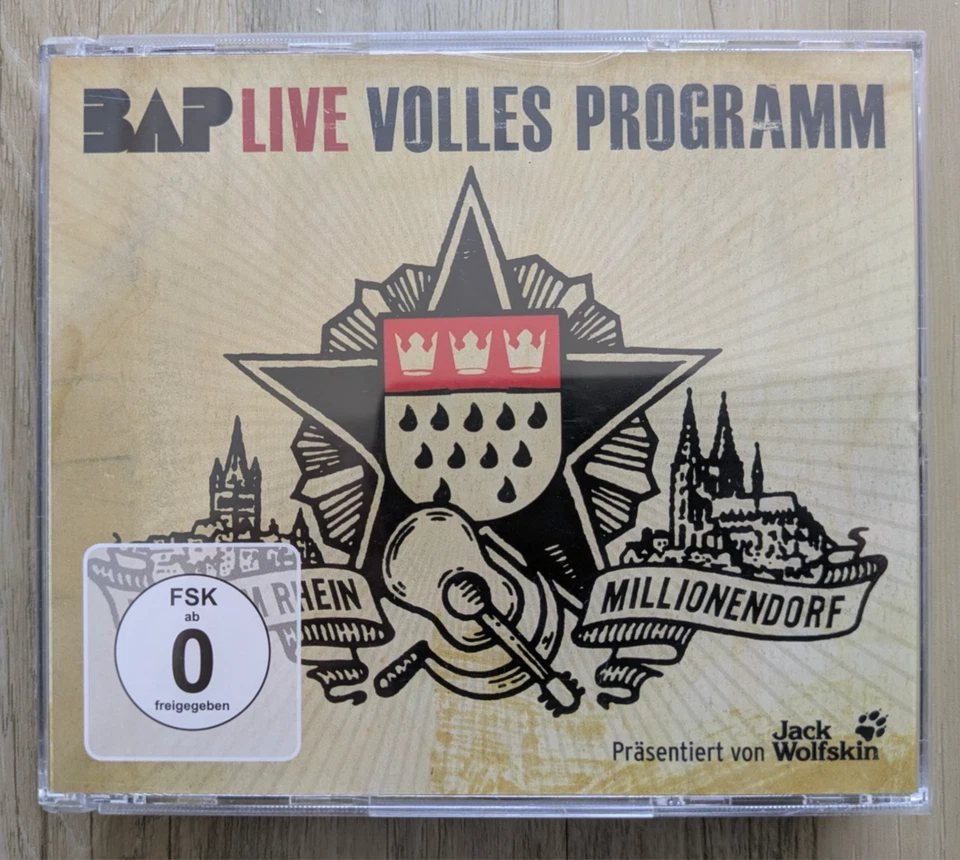 BAP LIVE VOLLES PROGRAMM
RHEIN
MILLIONENDORF
FSK
ab
0
freigegeben
Präsentiert von Jack Wolfskin